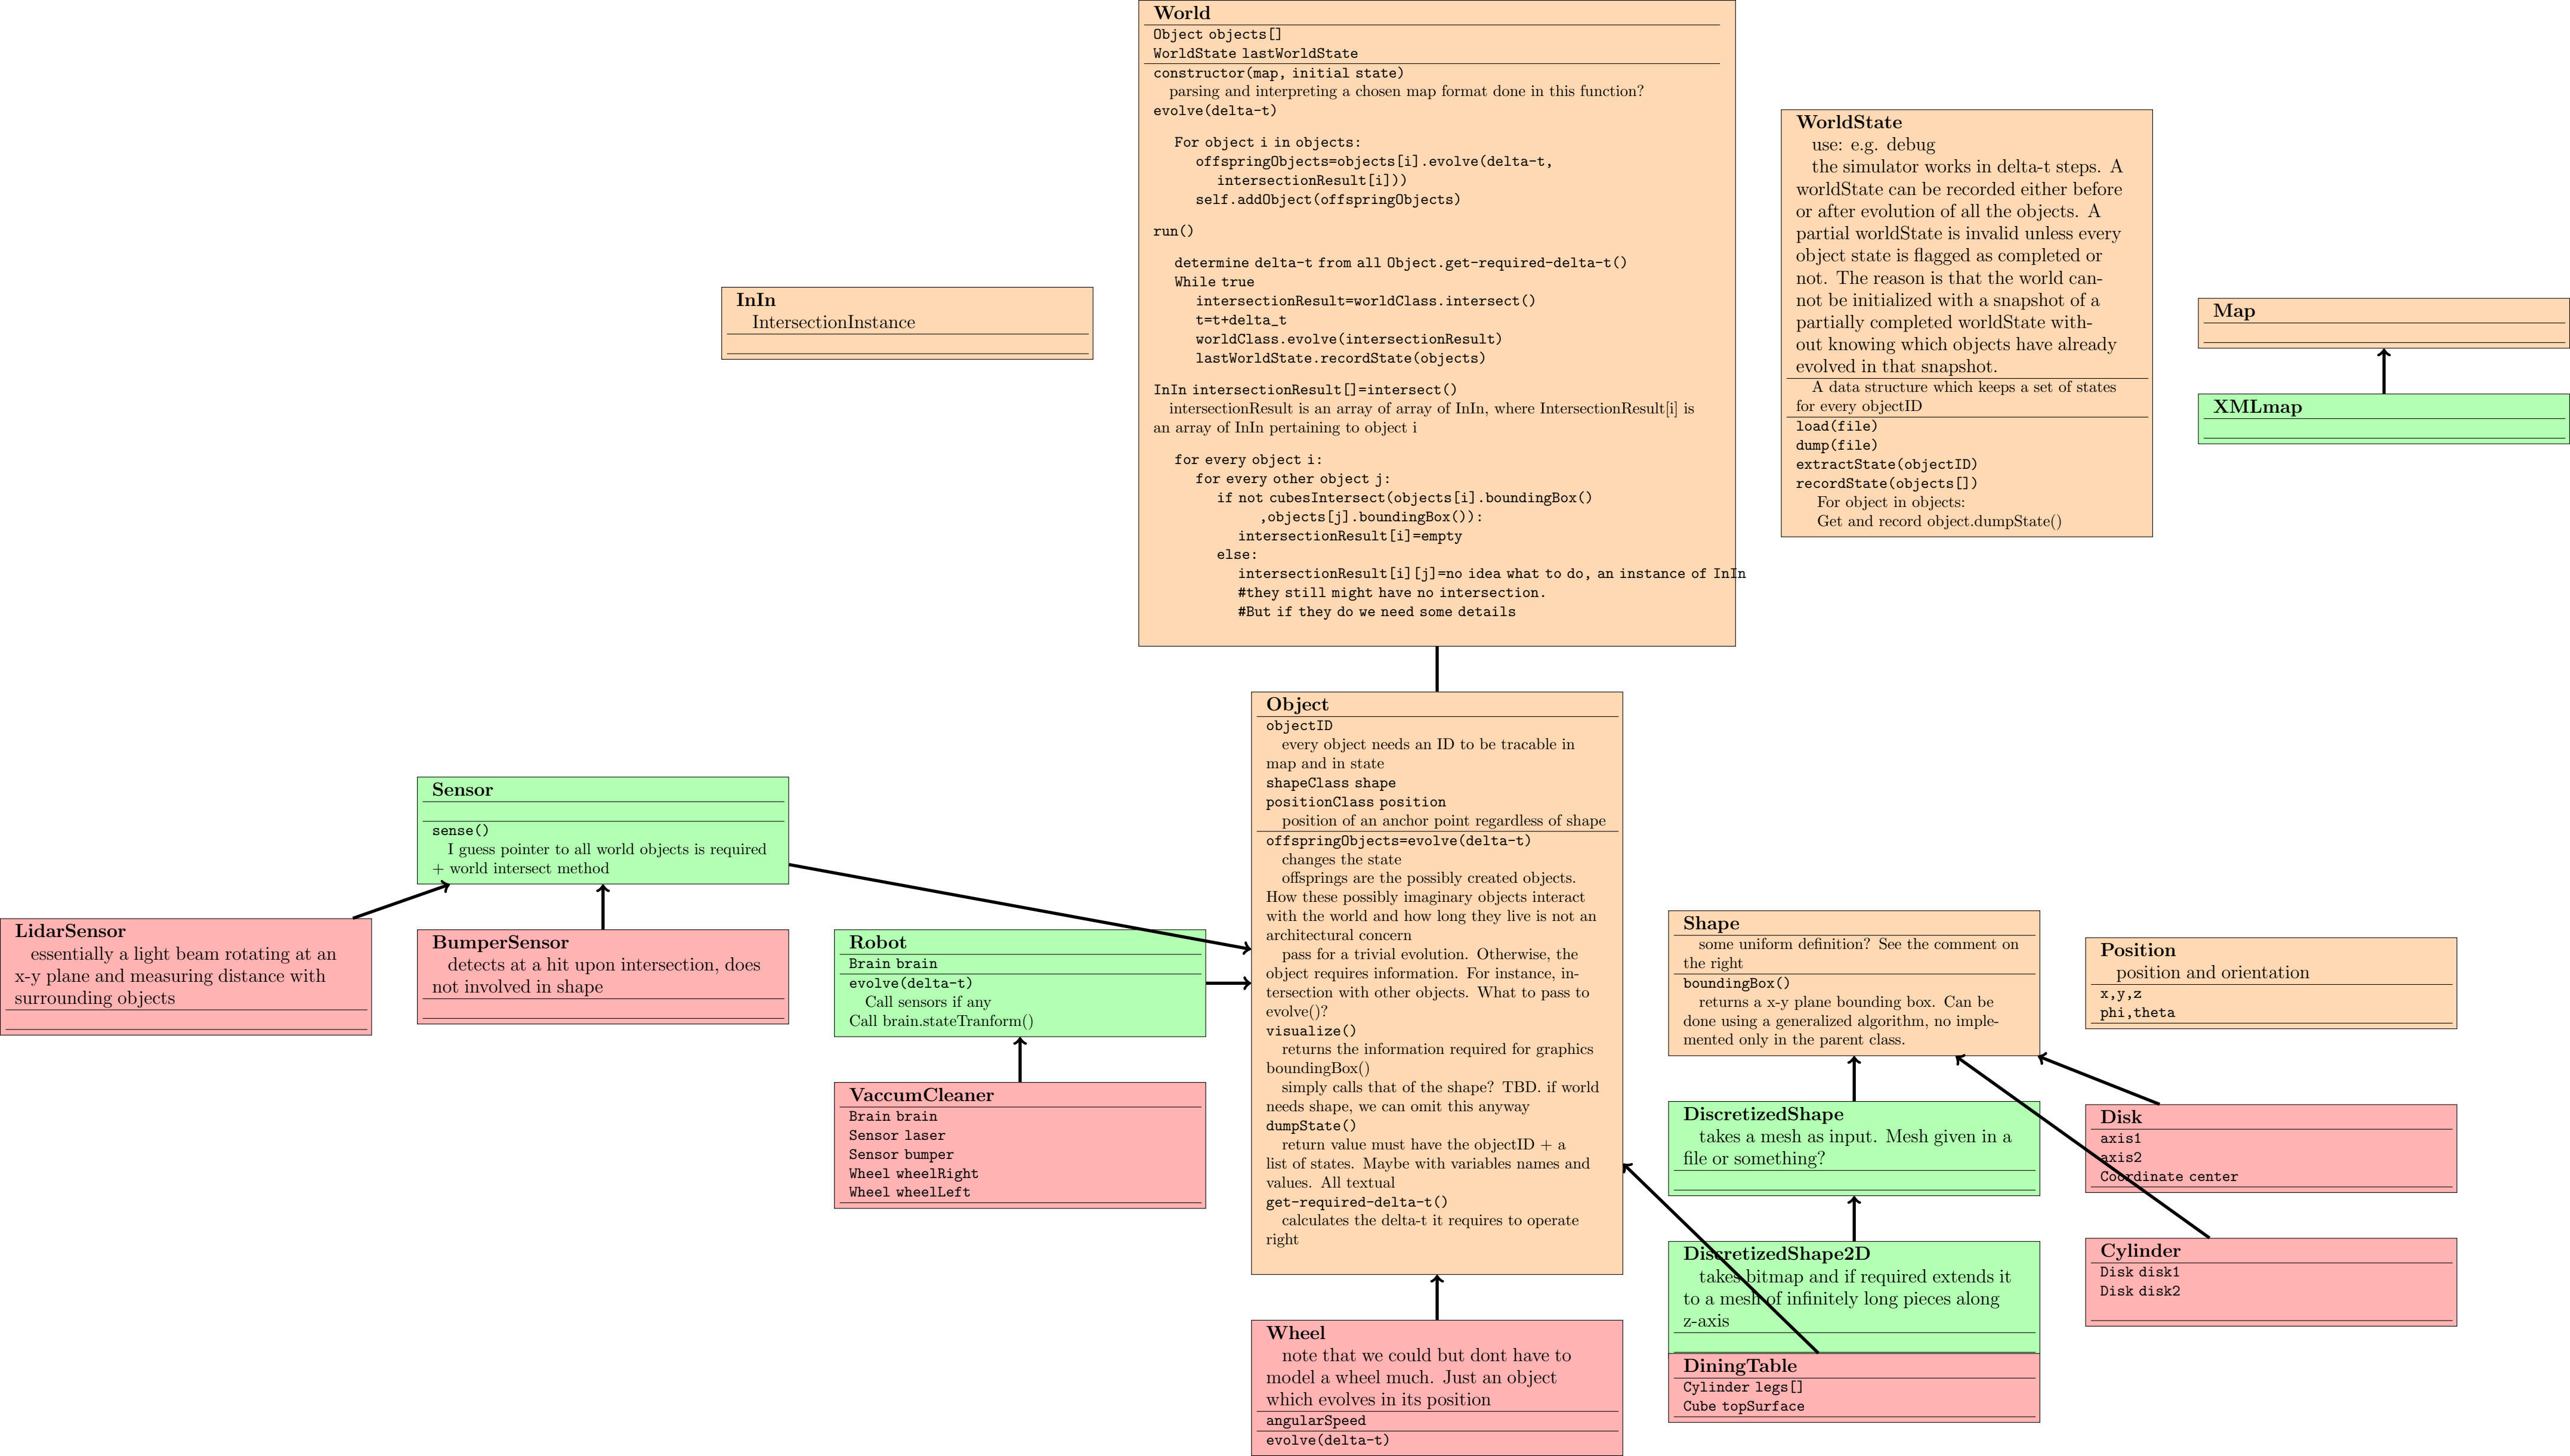 World
Object objects[]
WorldState lastWorldState
constructor(map, initial state)
parsing and interpreting a chosen map format done in this function?
evolve(delta-t)
For object i in objects:
offspringObjects=objects[i].evolve(delta-t,
intersectionResult[i]))
self.addObject(offspringObjects)
run()
determine delta-t from all Object.get-required-delta-t()
While true
intersectionResult=worldClass.intersect()
t=t+delta_t
worldClass.evolve(intersectionResult)
lastWorldState.recordState(objects)
InIn intersectionResult[]=intersect()
intersectionResult is an array of array of InIn, where IntersectionResult[i] is
an array of InIn pertaining to object i
for every object i:
for every other object j:
if not cubesIntersect(objects[i].boundingBox()
,objects[j].boundingBox()):
intersectionResult[i]=empty
else:
intersectionResult[i][j]=no idea what to do, an instance of InIn
#they still might have no intersection.
#But if they do we need some details
WorldState
use: e.g. debug
the simulator works in delta-t steps. A
worldState can be recorded either before
or after evolution of all the objects. A
partial worldState is invalid unless every
object state is flagged as completed or
not. The reason is that the world can-
not be initialized with a snapshot of a
partially completed worldState with-
out knowing which objects have already
evolved in that snapshot.
A data structure which keeps a set of states
for every objectID
load(file)
dump(file)
extractState(objectID)
recordState(objects[])
For object in objects:
Get and record object.dumpState()
InIn
IntersectionInstance
Map
XMLmap
Object
objectID
every object needs an ID to be tracable in
map and in state
shapeClass shape
positionClass position
position of an anchor point regardless of shape
offspringObjects=evolve(delta-t)
changes the state
offsprings are the possibly created objects.
How these possibly imaginary objects interact
with the world and how long they live is not an
architectural concern
pass for a trivial evolution. Otherwise, the
object requires information. For instance, in-
tersection with other objects. What to pass to
evolve()?
visualize()
returns the information required for graphics
boundingBox()
simply calls that of the shape? TBD. if world
needs shape, we can omit this anyway
dumpState()
return value must have the objectID + a
list of states. Maybe with variables names and
values. All textual
get-required-delta-t()
calculates the delta-t it requires to operate
right
Sensor
sense()
I guess pointer to all world objects is required
+ world intersect method
LidarSensor
essentially a light beam rotating at an
x-y plane and measuring distance with
surrounding objects
BumperSensor
detects at a hit upon intersection, does
not involved in shape
Robot
Brain brain
evolve(delta-t)
Call sensors if any
Call brain.stateTranform()
VaccumCleaner
Brain brain
Sensor laser
Sensor bumper
Wheel wheelRight
Wheel wheelLeft
Shape
some uniform definition? See the comment on
the right
boundingBox()
returns a x-y plane bounding box. Can be
done using a generalized algorithm, no imple-
mented only in the parent class.
Position
position and orientation
x,y,z
phi,theta
DiscretizedShape
takes a mesh as input. Mesh given in a
file or something?
Disk
axis1
axis2
Coordinate center
DiscretizedShape2D
takes bitmap and if required extends it
to a mesh of infinitely long pieces along
z-axis
Cylinder
Disk disk1
Disk disk2
Wheel
note that we could but dont have to
model a wheel much. Just an object
which evolves in its position
angularSpeed
evolve(delta-t)
DiningTable
Cylinder legs[]
Cube topSurface